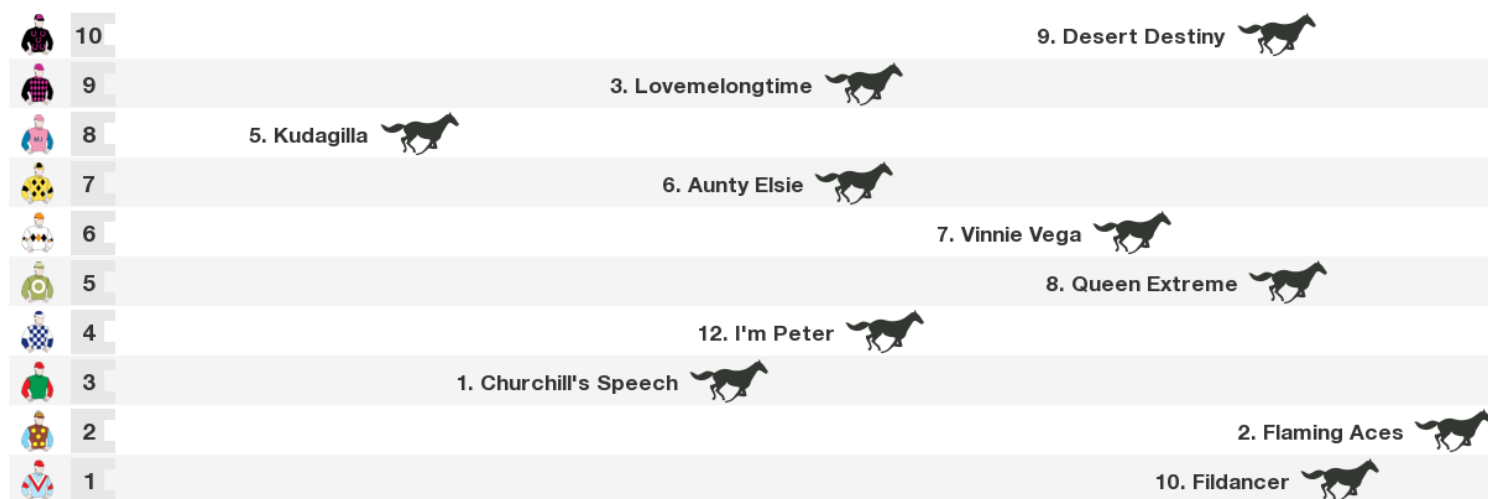 10 9. Desert Destiny
9 3. Lovemelongtime
8 5. Kudagilla
7 6. Aunty Elsie
6 7. Vinnie Vega
5 8. Queen Extreme
4 12. I'm Peter
3 1. Churchill's Speech
2 2. Flaming Aces
1 10. Fildancer